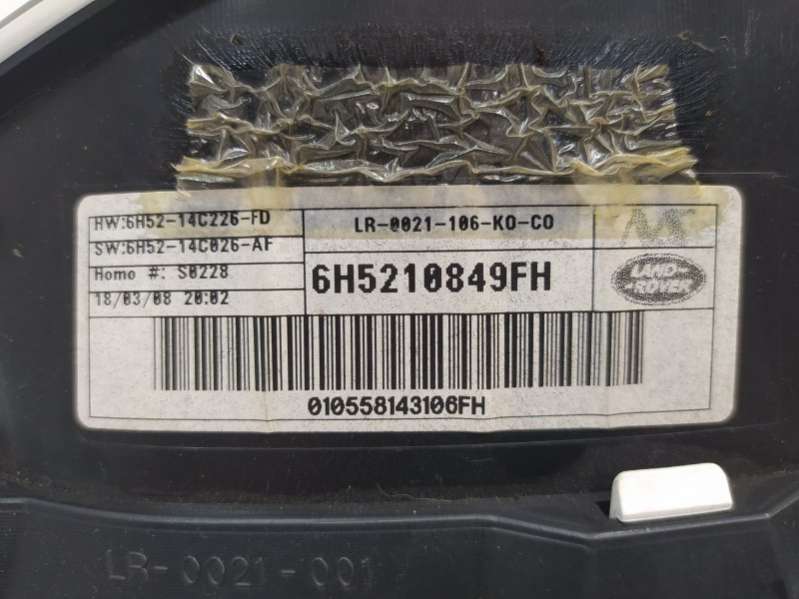 HW:6H52-14C226-FD
SW:6H52-14C026-AF
Homo #: S0228
18/03/08 20:02
LR-0021-106-KO-CO
6H5210849FH
LAND ROVER
010558143106FH
LR-0021-001